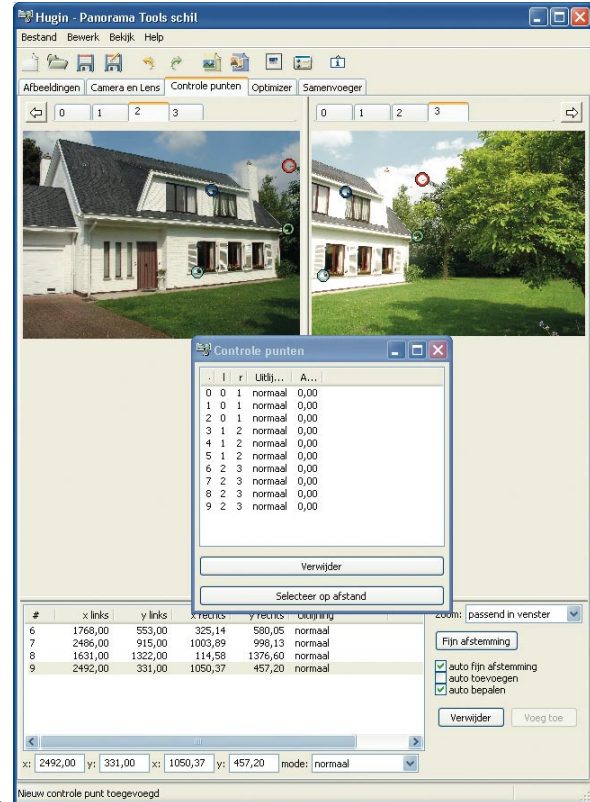 Hugin - Panorama Tools schil
Bestand Bewerk Bekijk Help
Afbeeldingen Camera en Lens Controle punten Optimizer Samenvoeger
0 1 2 3 0 1 2 3
Controle punten
. l r Uitlij... A...
0 0 1 normaal 0,00
1 0 1 normaal 0,00
2 0 1 normaal 0,00
3 1 2 normaal 0,00
4 1 2 normaal 0,00
5 1 2 normaal 0,00
6 2 3 normaal 0,00
7 2 3 normaal 0,00
8 2 3 normaal 0,00
9 2 3 normaal 0,00
Verwijder
Selecteer op afstand
# x links y links x rechts y rechts Uitlijning
6 1768,00 553,00 325,14 580,05 normaal
7 2486,00 915,00 1003,89 998,13 normaal
8 1631,00 1322,00 114,58 1376,60 normaal
9 2492,00 331,00 1050,37 457,20 normaal
Zoom: passend in venster
Fijn afstemming
auto fijn afstemming
auto toevoegen
auto bepalen
Verwijder Voeg toe
x: 2492,00 y: 331,00 x: 1050,37 y: 457,20 mode: normaal
Nieuw controle punt toegevoegd